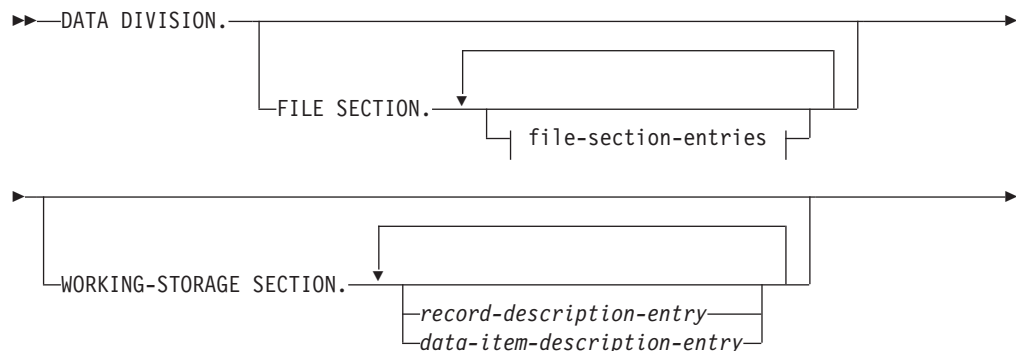 DATA DIVISION.
FILE SECTION.
file-section-entries
WORKING-STORAGE SECTION.
record-description-entry
data-item-description-entry